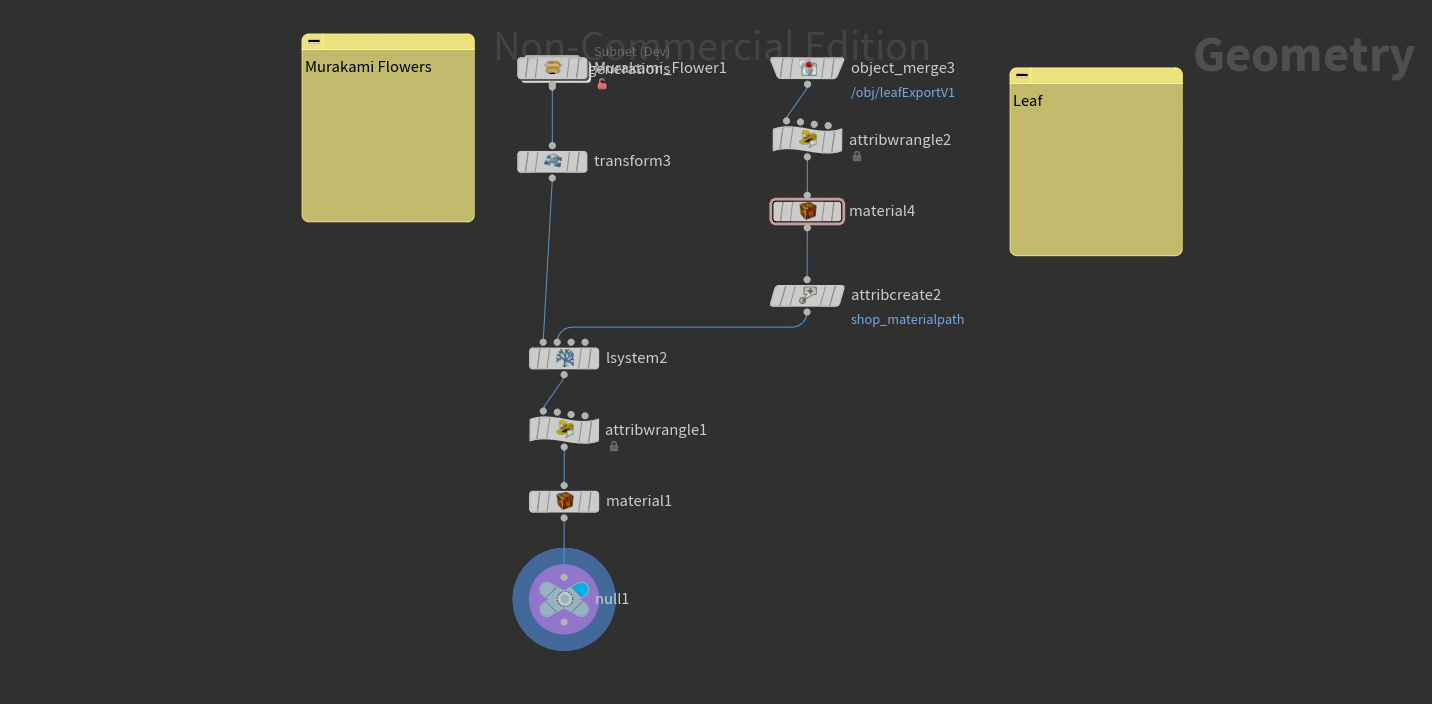 Non-Commercial Edition
Geometry
Murakami Flowers
Subnet (Dev)
Murakami_Flower1
generations
object_merge3
/obj/leafExportV1
Leaf
attribwrangle2
transform3
material4
attribcreate2
shop_materialpath
lsystem2
attribwrangle1
material1
null1